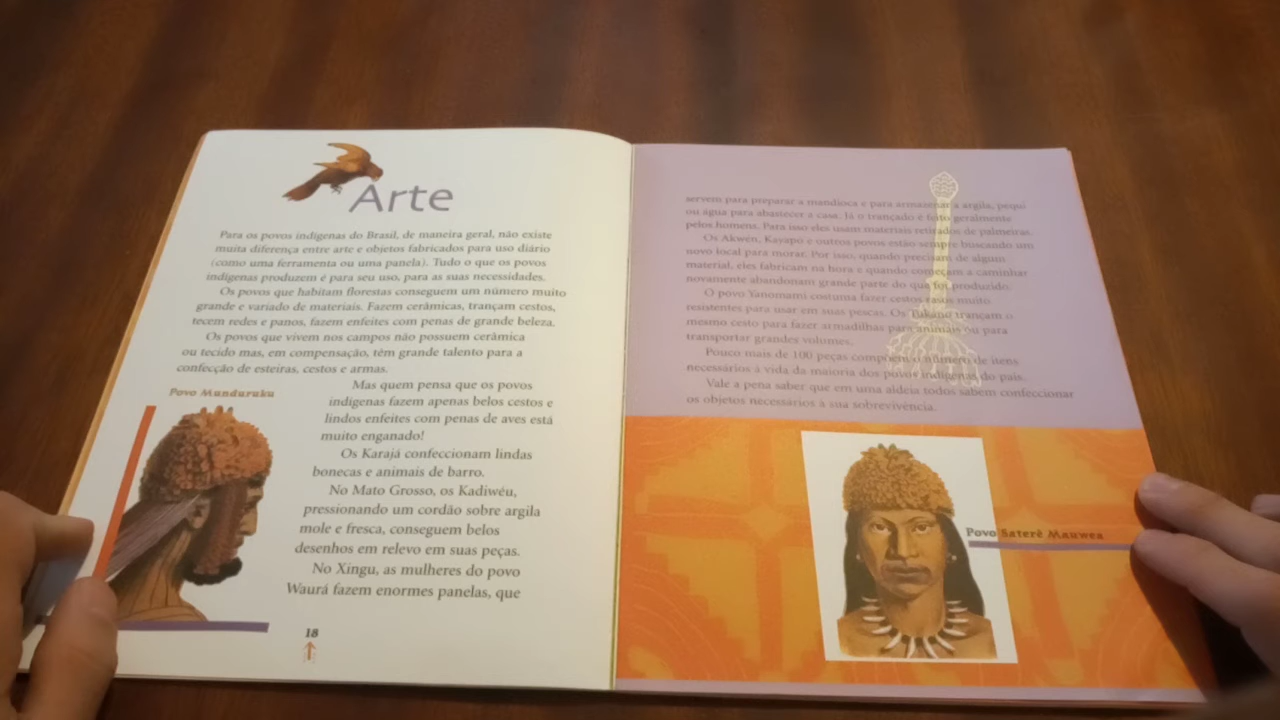 Arte
Para os povos indígenas do Brasil, de maneira geral, não existe
muita diferença entre arte e objetos fabricados para uso diário
(como uma ferramenta ou uma panela). Tudo o que os povos
indígenas produzem é para seu uso, para as suas necessidades.
Os povos que habitam florestas conseguem um número muito
grande e variado de materiais. Fazem cerâmicas, trançam cestos,
tecem redes e panos, fazem enfeites com penas de grande beleza.
Os povos que vivem nos campos não possuem cerâmica
ou tecido mas, em compensação, têm grande talento para a
confecção de esteiras, cestos e armas.
Mas quem pensa que os povos
indígenas fazem apenas belos cestos e
lindos enfeites com penas de aves está
muito enganado!
Os Karajá confeccionam lindas
bonecas e animais de barro.
No Mato Grosso, os Kadiwéu,
pressionando um cordão sobre argila
mole e fresca, conseguem belos
desenhos em relevo em suas peças.
No Xingu, as mulheres do povo
Waurá fazem enormes panelas, que
Povo Munduruku
18
servem para preparar a mandioca e para armazenar a argila, pequi
ou água para abastecer a casa. Já o trançado é feito geralmente
pelos homens. Para isso eles usam materiais retirados de palmeiras.
Os Akwén, Kayapó e outros povos estão sempre buscando um
novo local para morar. Por isso, quando precisam de algum
material, eles fabricam na hora e quando começam a caminhar
novamente abandonam grande parte do que foi produzido.
O povo Yanomami costuma fazer cestos rasos muito
resistentes para usar em suas pescas. Os Tukano trançam o
mesmo cesto para fazer armadilhas para animais ou para
transportar grandes volumes.
Pouco mais de 100 peças compõem o número de itens
necessários à vida da maioria dos povos indígenas do país.
Vale a pena saber que em uma aldeia todos sabem confeccionar
os objetos necessários à sua sobrevivência.
Povo Saterê Mauwea